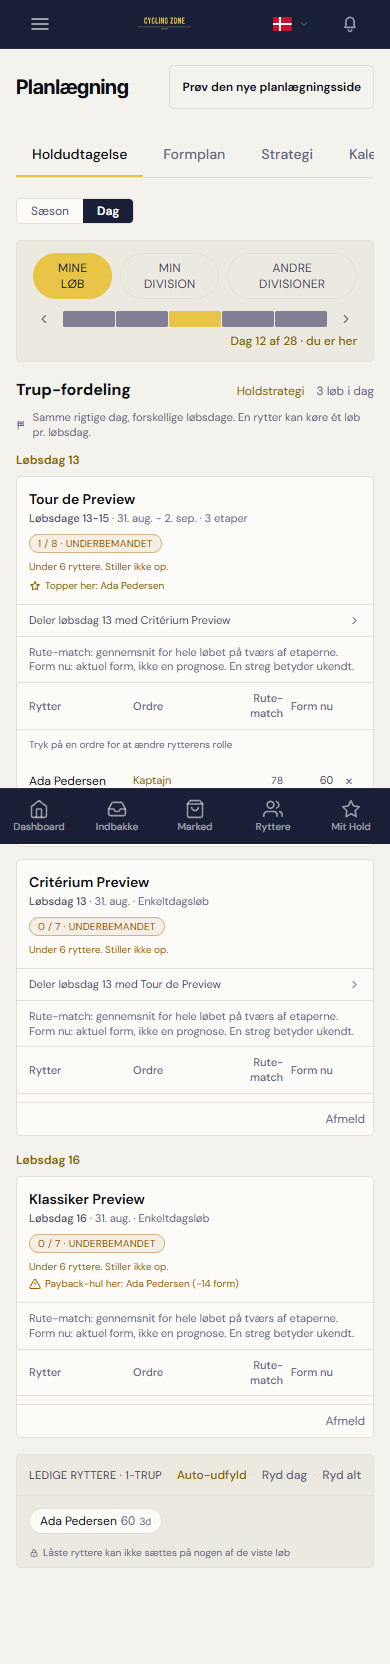 CYCLING ZONE
Planlægning
Prøv den nye planlægningsside
Holdudtagelse Formplan Strategi Kale
Sæson Dag
MINE LØB
MIN DIVISION
ANDRE DIVISIONER
Dag 12 af 28 · du er her
Trup-fordeling Holdstrategi 3 løb i dag
Samme rigtige dag, forskellige løbsdage. En rytter kan køre ét løb
pr. løbsdag.
Løbsdag 13
Tour de Preview
Løbsdage 13-15 · 31. aug. – 2. sep. · 3 etaper
1 / 8 · UNDERBEMANDET
Under 6 ryttere. Stiller ikke op.
Topper her: Ada Pedersen
Deler løbsdag 13 med Critérium Preview
Rute-match: gennemsnit for hele løbet på tværs af etaperne.
Form nu: aktuel form, ikke en prognose. En streg betyder ukendt.
Rytter Ordre Rute-match Form nu
Tryk på en ordre for at ændre rytterens rolle
Ada Pedersen Kaptajn 78 60 ×
Dashboard Indbakke Marked Ryttere Mit Hold
Critérium Preview
Løbsdag 13 · 31. aug. · Enkeltdagsløb
0 / 7 · UNDERBEMANDET
Under 6 ryttere. Stiller ikke op.
Deler løbsdag 13 med Tour de Preview
Rute-match: gennemsnit for hele løbet på tværs af etaperne.
Form nu: aktuel form, ikke en prognose. En streg betyder ukendt.
Rytter Ordre Rute-match Form nu
Afmeld
Løbsdag 16
Klassiker Preview
Løbsdag 16 · 31. aug. · Enkeltdagsløb
0 / 7 · UNDERBEMANDET
Under 6 ryttere. Stiller ikke op.
Payback-hul her: Ada Pedersen (-14 form)
Rute-match: gennemsnit for hele løbet på tværs af etaperne.
Form nu: aktuel form, ikke en prognose. En streg betyder ukendt.
Rytter Ordre Rute-match Form nu
Afmeld
LEDIGE RYTTERE · 1-TRUP Auto-udfyld · Ryd dag · Ryd alt
Ada Pedersen 60 3d
Låste ryttere kan ikke sættes på nogen af de viste løb